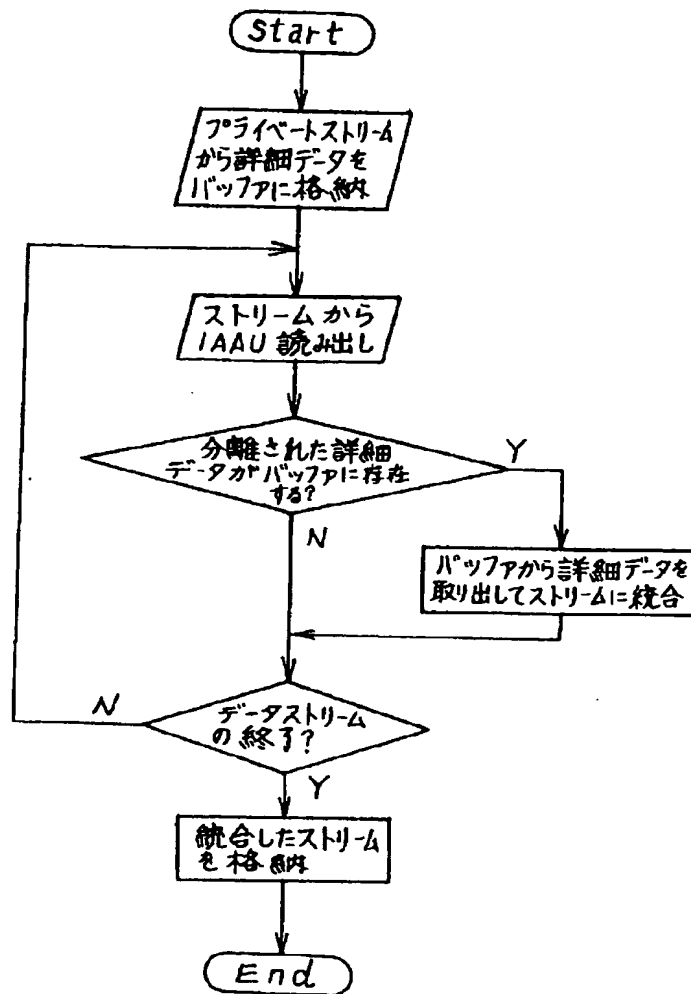 Start
プライベートストリーム
から詳細データを
バッファに格納
ストリームから
1AAU読み出し
分離された詳細
データがバッファに存在
する?
Y
N
バッファから詳細データを
取り出してストリームに統合
N
データストリーム
の終了?
Y
統合したストリーム
を格納
End